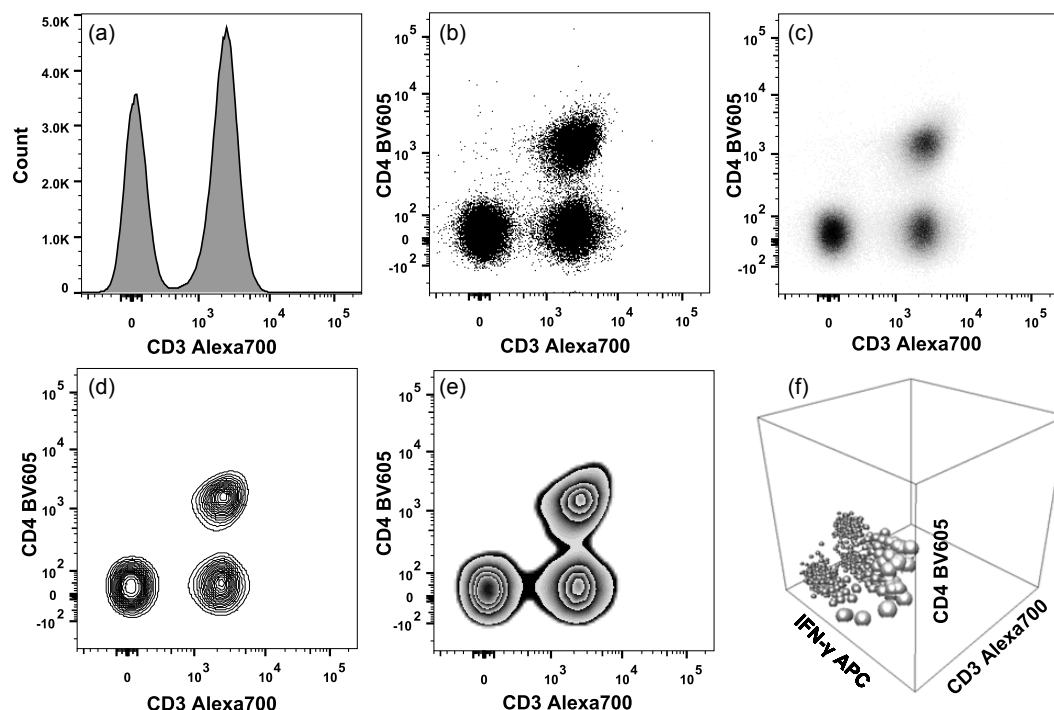 (a)
5.0K
4.0K
3.0K
2.0K
1.0K
0
Count
0 10³ 10⁴ 10⁵
CD3 Alexa700
(b)
10⁵
10⁴
10³
10²
0
-10²
CD4 BV605
0 10³ 10⁴ 10⁵
CD3 Alexa700
(c)
10⁵
10⁴
10³
10²
0
-10²
CD4 BV605
0 10³ 10⁴ 10⁵
CD3 Alexa700
(d)
10⁵
10⁴
10³
10²
0
-10²
CD4 BV605
0 10³ 10⁴ 10⁵
CD3 Alexa700
(e)
10⁵
10⁴
10³
10²
0
-10²
CD4 BV605
0 10³ 10⁴ 10⁵
CD3 Alexa700
(f)
CD4 BV605
IFN-γ APC
CD3 Alexa700